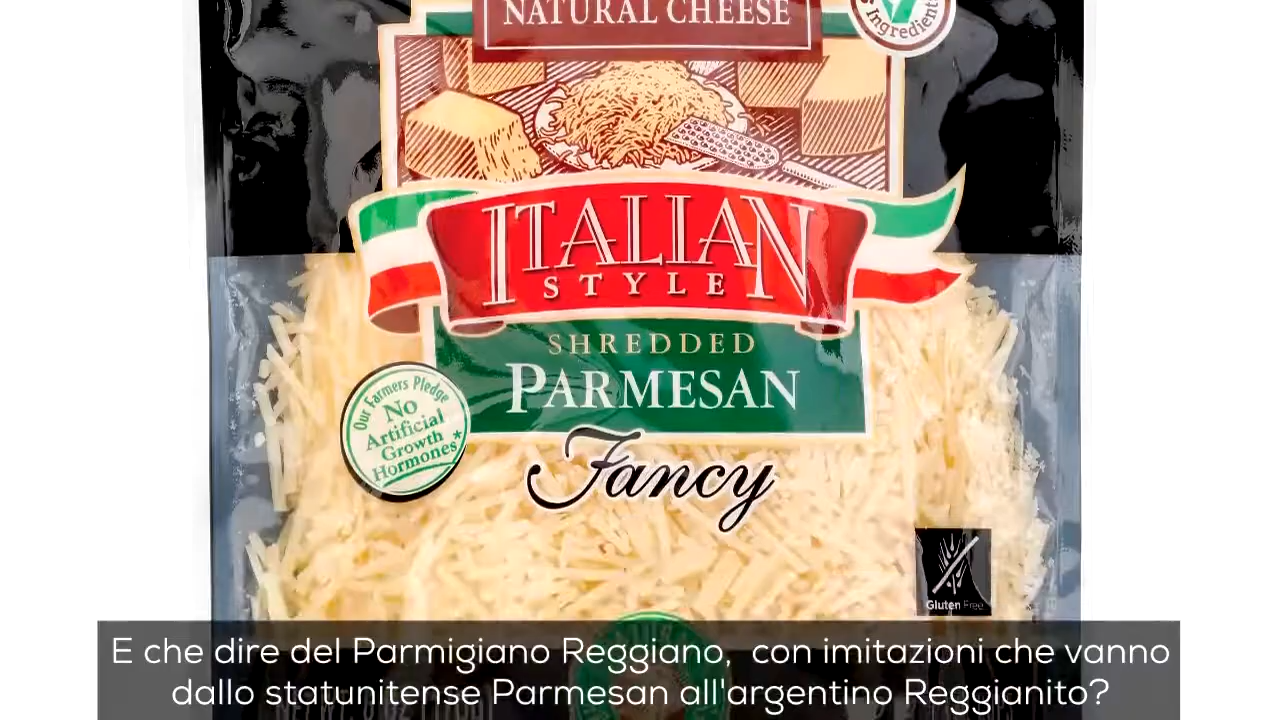 NATURAL CHEESE
Ingredient
ITALIAN
STYLE
SHREDDED
PARMESAN
Our Farmers Pledge
No
Artificial
Growth
Hormones*
Fancy
Gluten Free
E che dire del Parmigiano Reggiano, con imitazioni che vanno
dallo statunitense Parmesan all'argentino Reggianito?